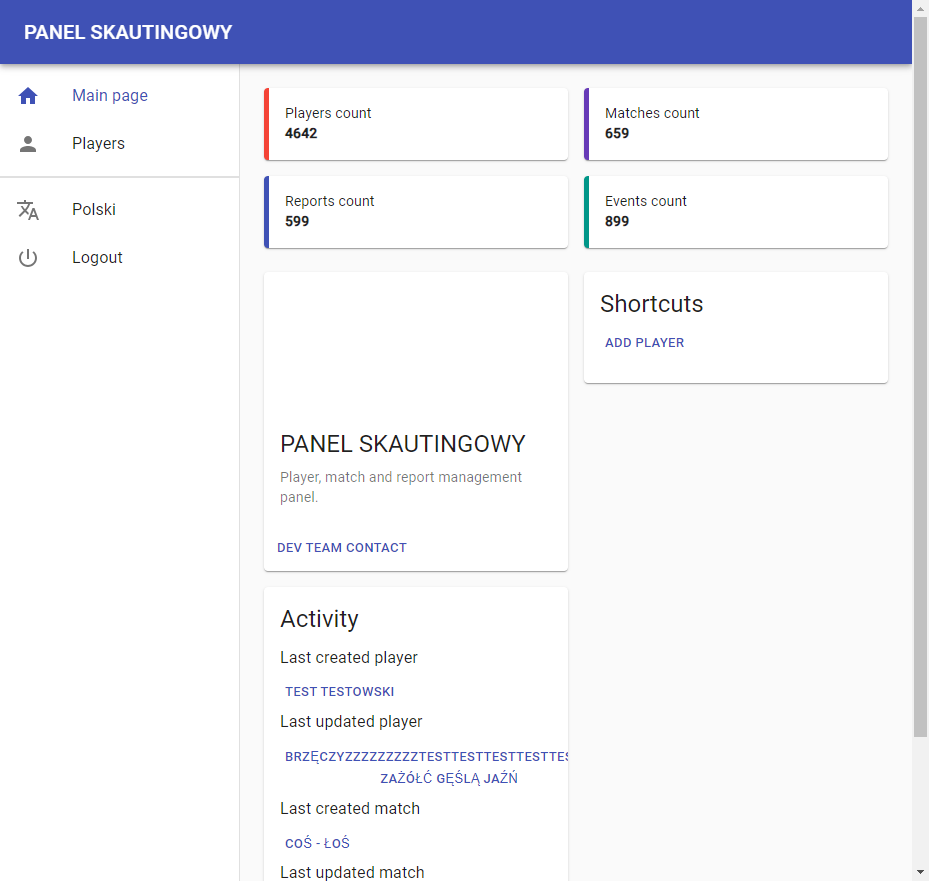 PANEL SKAUTINGOWY
Main page
Players
Polski
Logout
Players count
4642
Matches count
659
Reports count
599
Events count
899
PANEL SKAUTINGOWY
Player, match and report management
panel.
DEV TEAM CONTACT
Shortcuts
ADD PLAYER
Activity
Last created player
TEST TESTOWSKI
Last updated player
ZAŻÓŁĆ GĘŚLĄ JAŹŃ
Last created match
COŚ - ŁOŚ
Last updated match